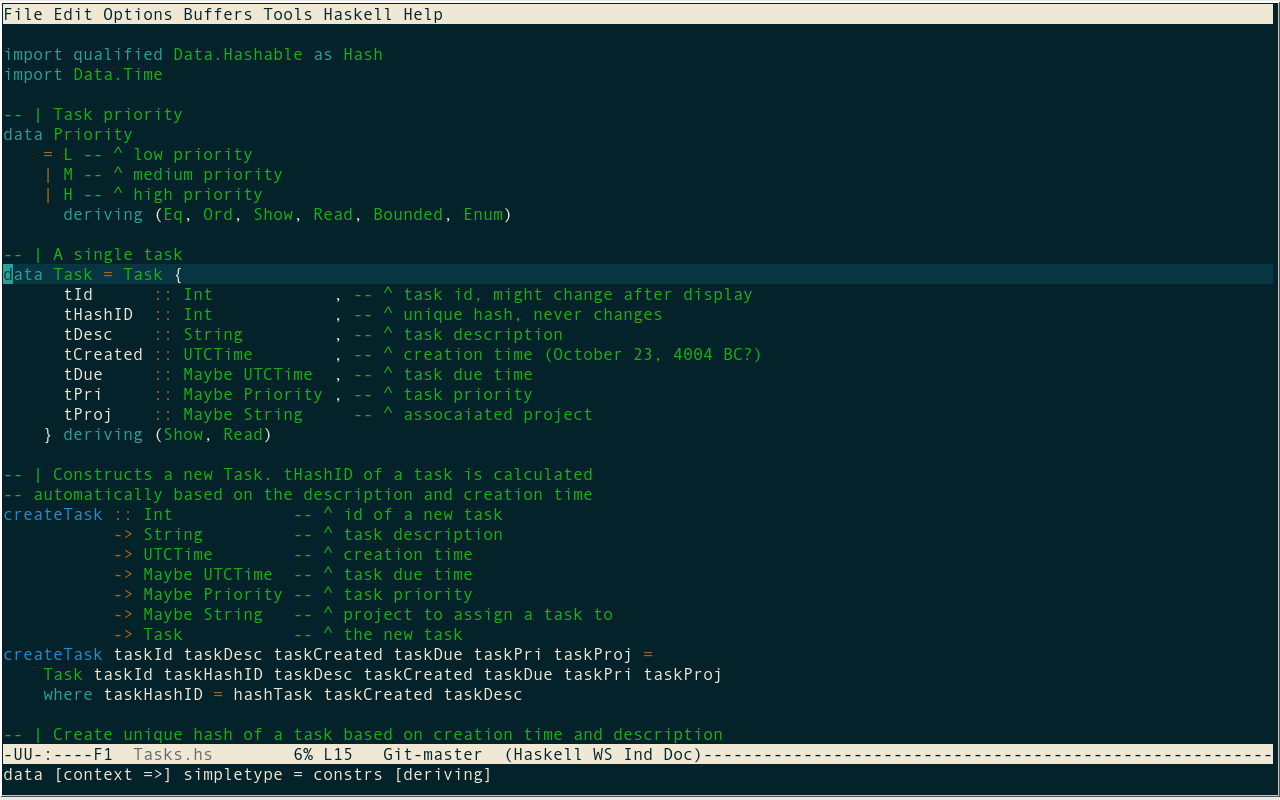 File Edit Options Buffers Tools Haskell Help
import qualified Data.Hashable as Hash
import Data.Time
-- | Task priority
data Priority
    = L -- ^ low priority
    | M -- ^ medium priority
    | H -- ^ high priority
      deriving (Eq, Ord, Show, Read, Bounded, Enum)
-- | A single task
data Task = Task {
      tId      :: Int            , -- ^ task id, might change after display
      tHashID  :: Int            , -- ^ unique hash, never changes
      tDesc    :: String         , -- ^ task description
      tCreated :: UTCTime        , -- ^ creation time (October 23, 4004 BC?)
      tDue     :: Maybe UTCTime  , -- ^ task due time
      tPri     :: Maybe Priority , -- ^ task priority
      tProj    :: Maybe String     -- ^ assocaiated project
    } deriving (Show, Read)
-- | Constructs a new Task. tHashID of a task is calculated
-- automatically based on the description and creation time
createTask :: Int            -- ^ id of a new task
           -> String         -- ^ task description
           -> UTCTime        -- ^ creation time
           -> Maybe UTCTime  -- ^ task due time
           -> Maybe Priority -- ^ task priority
           -> Maybe String   -- ^ project to assign a task to
           -> Task           -- ^ the new task
createTask taskId taskDesc taskCreated taskDue taskPri taskProj =
    Task taskId taskHashID taskDesc taskCreated taskDue taskPri taskProj
    where taskHashID = hashTask taskCreated taskDesc
-- | Create unique hash of a task based on creation time and description
-UU-:----F1  Tasks.hs        6% L15   Git-master  (Haskell WS Ind Doc)---------------------------------------------------------
data [context =>] simpletype = constrs [deriving]